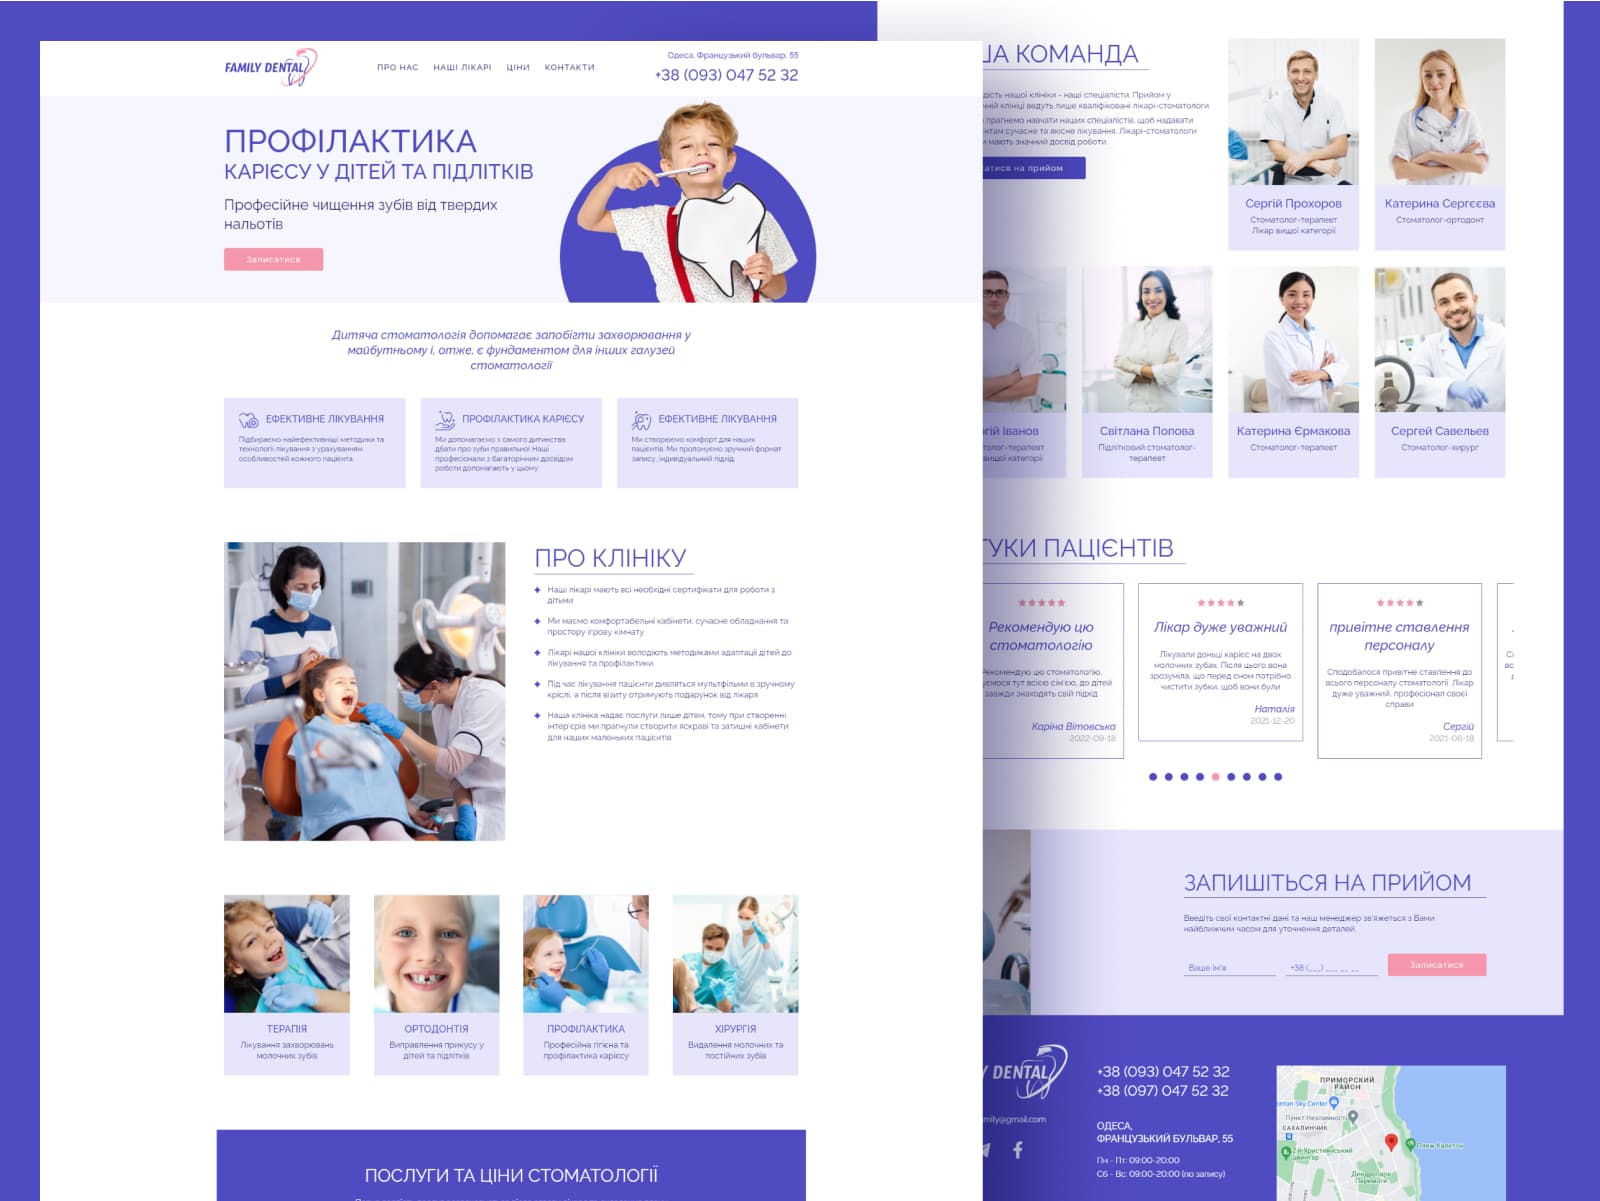 FAMILY DENTAL
ПРО НАС НАШІ ЛІКАРІ ЦІНИ КОНТАКТИ
Одеса, Французький бульвар, 55
+38 (093) 047 52 32
ПРОФІЛАКТИКА
КАРІЄСУ У ДІТЕЙ ТА ПІДЛІТКІВ
Професійне чищення зубів від твердих
нальотів
Записатися
Дитяча стоматологія допомагає запобігти захворювання у
майбутньому і, отже, є фундаментом для інших галузей
стоматології
ЕФЕКТИВНЕ ЛІКУВАННЯ
Підбираємо найефективніші методики та
технології лікування з урахуванням
особливостей кожного пацієнта.
ПРОФІЛАКТИКА КАРІЄСУ
Ми допомагаємо з самого дитинства
дбати про зуби правильно! Наші
професіонали з багаторічним досвідом
роботи допомагають у цьому.
ЕФЕКТИВНЕ ЛІКУВАННЯ
Ми створюємо комфорт для наших
пацієнтів. Ми пропонуємо зручний формат
запису, індивідуальний підхід.
ПРО КЛІНІКУ
Наші лікарі мають всі необхідні сертифікати для роботи з
дітьми
Ми маємо комфортабельні кабінети, сучасне обладнання та
простору ігрову кімнату
Лікарі нашої клініки володіють методиками адаптації дітей до
лікування та профілактики
Під час лікування пацієнти дивляться мультфільми в зручному
кріслі, а після візиту отримують подарунок від лікаря
Наша клініка надає послуги лише дітям, тому при створенні
інтер'єрів ми прагнули створити яскраві та затишні кабінети
для наших маленьких пацієнтів
ТЕРАПІЯ
Лікування захворювань
молочних зубів
ОРТОДОНТІЯ
Виправлення прикусу у
дітей та підлітків
ПРОФІЛАКТИКА
Професійна гігієна та
профілактика карієсу
ХІРУРГІЯ
Видалення молочних та
постійних зубів
ПОСЛУГИ ТА ЦІНИ СТОМАТОЛОГІЇ
ША КОМАНДА
дість нашої клініки - наші спеціалісти. Прийом у
ній клініці ведуть лише кваліфіковані лікарі-стоматологи.
прагнемо навчати наших спеціалістів, щоб надавати
нтам сучасне та якісне лікування. Лікарі-стоматологи
и мають значний досвід роботи.
атися на прийом
Сергій Прохоров
Стоматолог-терапевт
Лікар вищої категорії
Катерина Сергєєва
Стоматолог-ортодонт
гій Іванов
толог-терапевт
вищої категорії
Світлана Попова
Підлітковий стоматолог-
терапевт
Катерина Єрмакова
Стоматолог-терапевт
Сергей Савельев
Стоматолог-хирург
ГУКИ ПАЦІЄНТІВ
Рекомендую цю
стоматологію
Рекомендую цю стоматологію,
уємося тут всією сім'єю, до дітей
завжди знаходять свій підхід
Каріна Вітовська
2022-09-18
Лікар дуже уважний
Лікували доньці карієс на двох
молочних зубах. Після цього вона
зрозуміла, що перед сном потрібно
чистити зубки, щоб вони були
Наталія
2021-12-20
привітне ставлення
персоналу
Сподобалося привітне ставлення до
всього персоналу стоматології. Лікар
дуже уважний, професіонал своєї
справи
Сергій
2021-06-18
ЗАПИШІТЬСЯ НА ПРИЙОМ
Введіть свої контактні дані та наш менеджер зв'яжеться з Вами
найближчим часом для уточнення деталей.
Ваше ім'я
+38 (___) ___ __ __
Записатися
Y DENTAL
mily@gmail.com
+38 (093) 047 52 32
+38 (097) 047 52 32
ОДЕСА,
ФРАНЦУЗЬКИЙ БУЛЬВАР, 55
Пн - Пт: 09:00-20:00
Сб - Вс: 09:00-20:00 (по запису)
ПРИМОРСКИЙ
РАЙОН
ntan Sky Center
Пункт Незламності
САХАЛИНЧИК
2-й Християнський
цвинтар
Пляж Каштан
Дендропарк
Перемоги